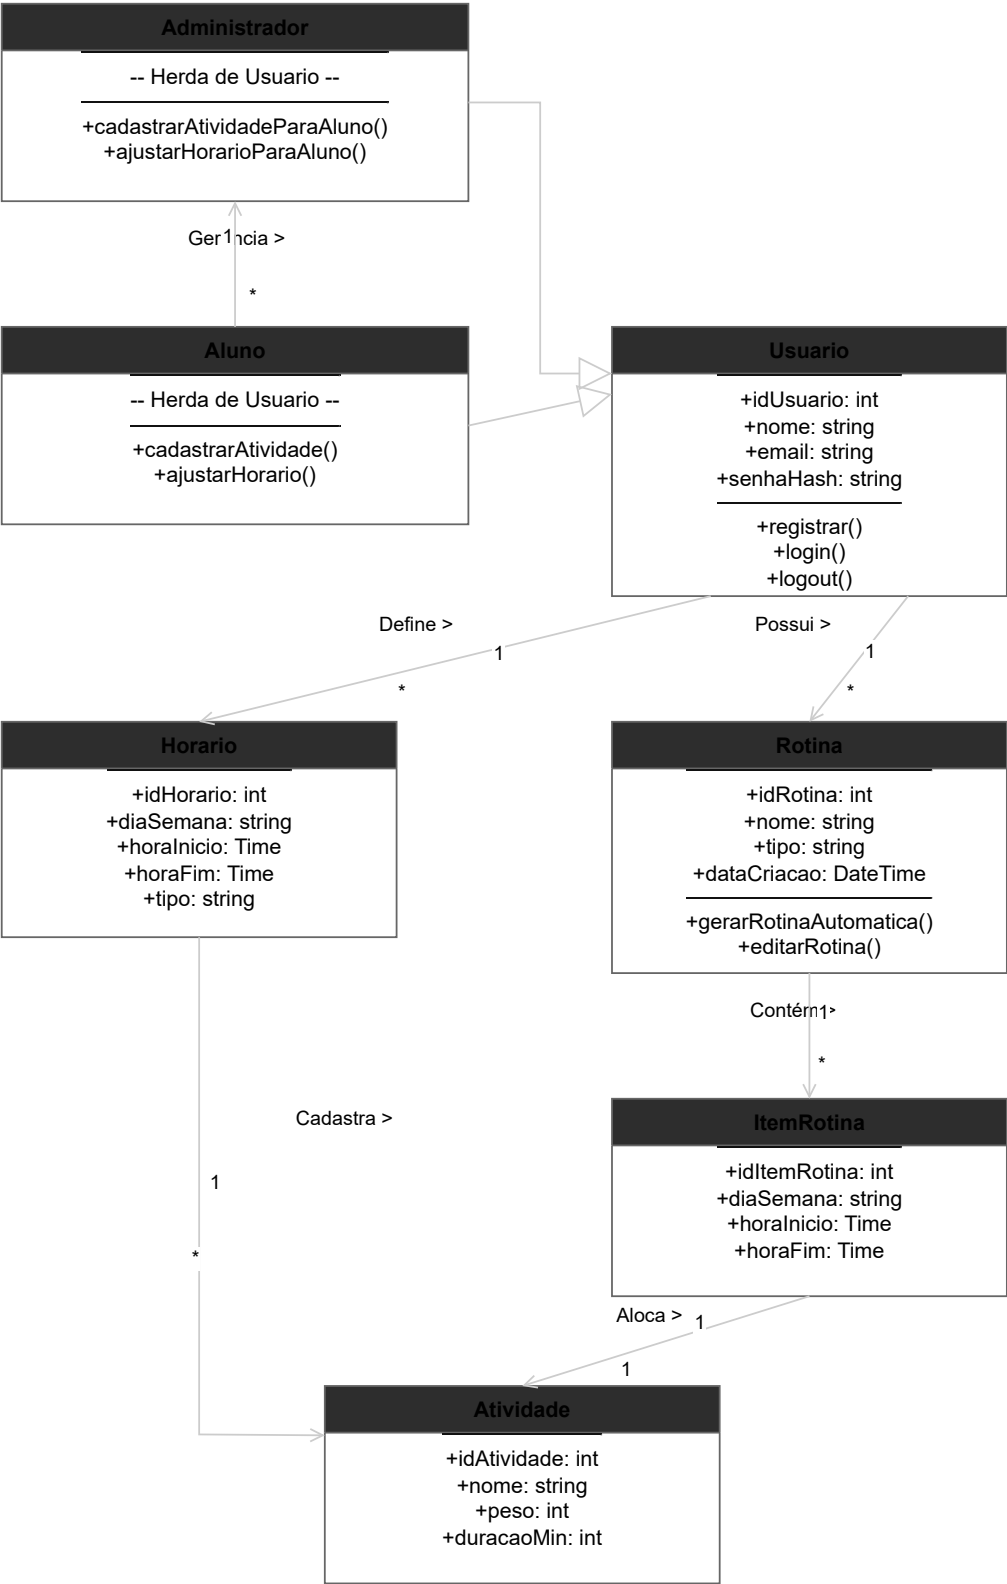 Administrador
-- Herda de Usuario --
+cadastrarAtividadeParaAluno()
+ajustarHorarioParaAluno()
Ger1ncia >
*
Aluno
-- Herda de Usuario --
+cadastrarAtividade()
+ajustarHorario()
Usuario
+idUsuario: int
+nome: string
+email: string
+senhaHash: string
+registrar()
+login()
+logout()
Define >
1
*
Possui >
1
*
Horario
+idHorario: int
+diaSemana: string
+horaInicio: Time
+horaFim: Time
+tipo: string
Rotina
+idRotina: int
+nome: string
+tipo: string
+dataCriacao: DateTime
+gerarRotinaAutomatica()
+editarRotina()
Contém1>
*
Cadastra >
1
*
ItemRotina
+idItemRotina: int
+diaSemana: string
+horaInicio: Time
+horaFim: Time
Aloca >
1
1
Atividade
+idAtividade: int
+nome: string
+peso: int
+duracaoMin: int